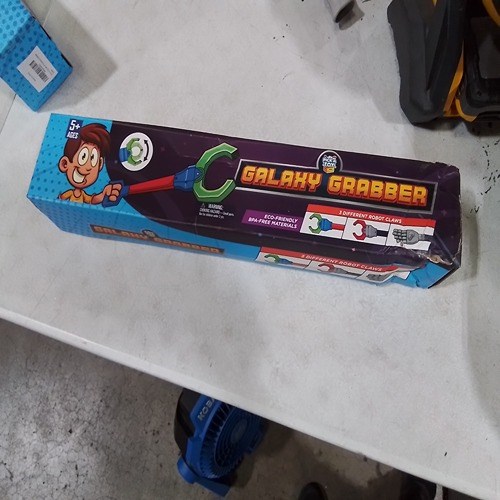 5+
AGES
GALAXY GRABBER
WARNING
ECO-FRIENDLY
BPA-FREE MATERIALS
3 DIFFERENT ROBOT CLAWS
GALAXY GRABBER
3 DIFFERENT ROBOT CLAWS